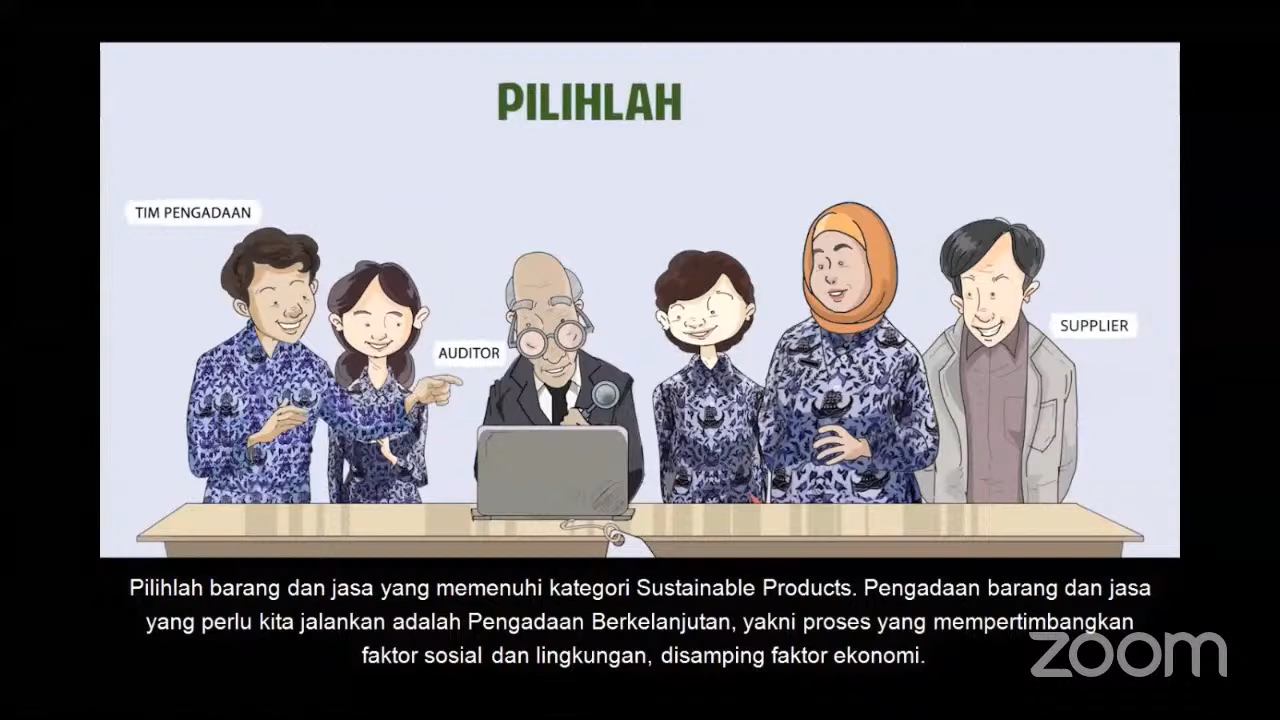 PILIHLAH
TIM PENGADAAN
AUDITOR
SUPPLIER
Pilihlah barang dan jasa yang memenuhi kategori Sustainable Products. Pengadaan barang dan jasa
yang perlu kita jalankan adalah Pengadaan Berkelanjutan, yakni proses yang mempertimbangkan
faktor sosial dan lingkungan, disamping faktor ekonomi.
zoom